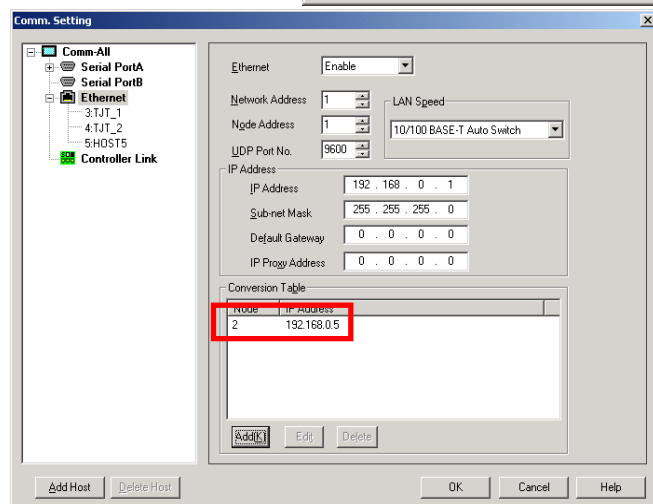 Comm. Setting
Comm-All
Serial PortA
Serial PortB
Ethernet
3:TJT_1
4:TJT_2
5:HOST5
Controller Link
Ethernet Enable
Network Address 1
Node Address 1
UDP Port No. 9600
LAN Speed
10/100 BASE-T Auto Switch
IP Address
IP Address 192 . 168 . 0 . 1
Sub-net Mask 255 . 255 . 255 . 0
Default Gateway 0 . 0 . 0 . 0
IP Proxy Address 0 . 0 . 0 . 0
Conversion Table
Node IP Address
2 192.168.0.5
Add(K) Edit Delete
Add Host Delete Host OK Cancel Help